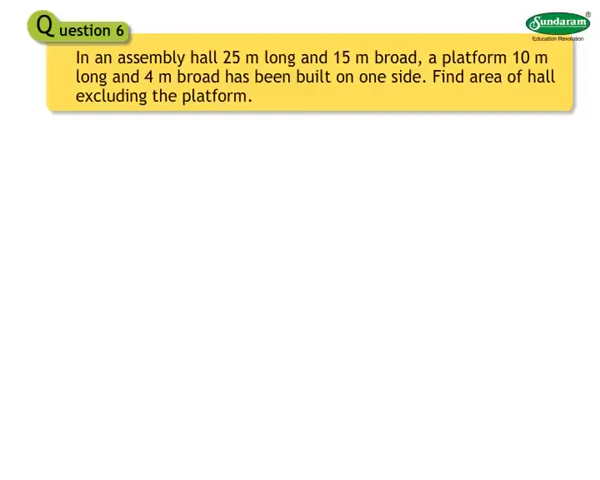 Question 6
Sundaram®
Education Revolution
In an assembly hall 25 m long and 15 m broad, a platform 10 m
long and 4 m broad has been built on one side. Find area of hall
excluding the platform.